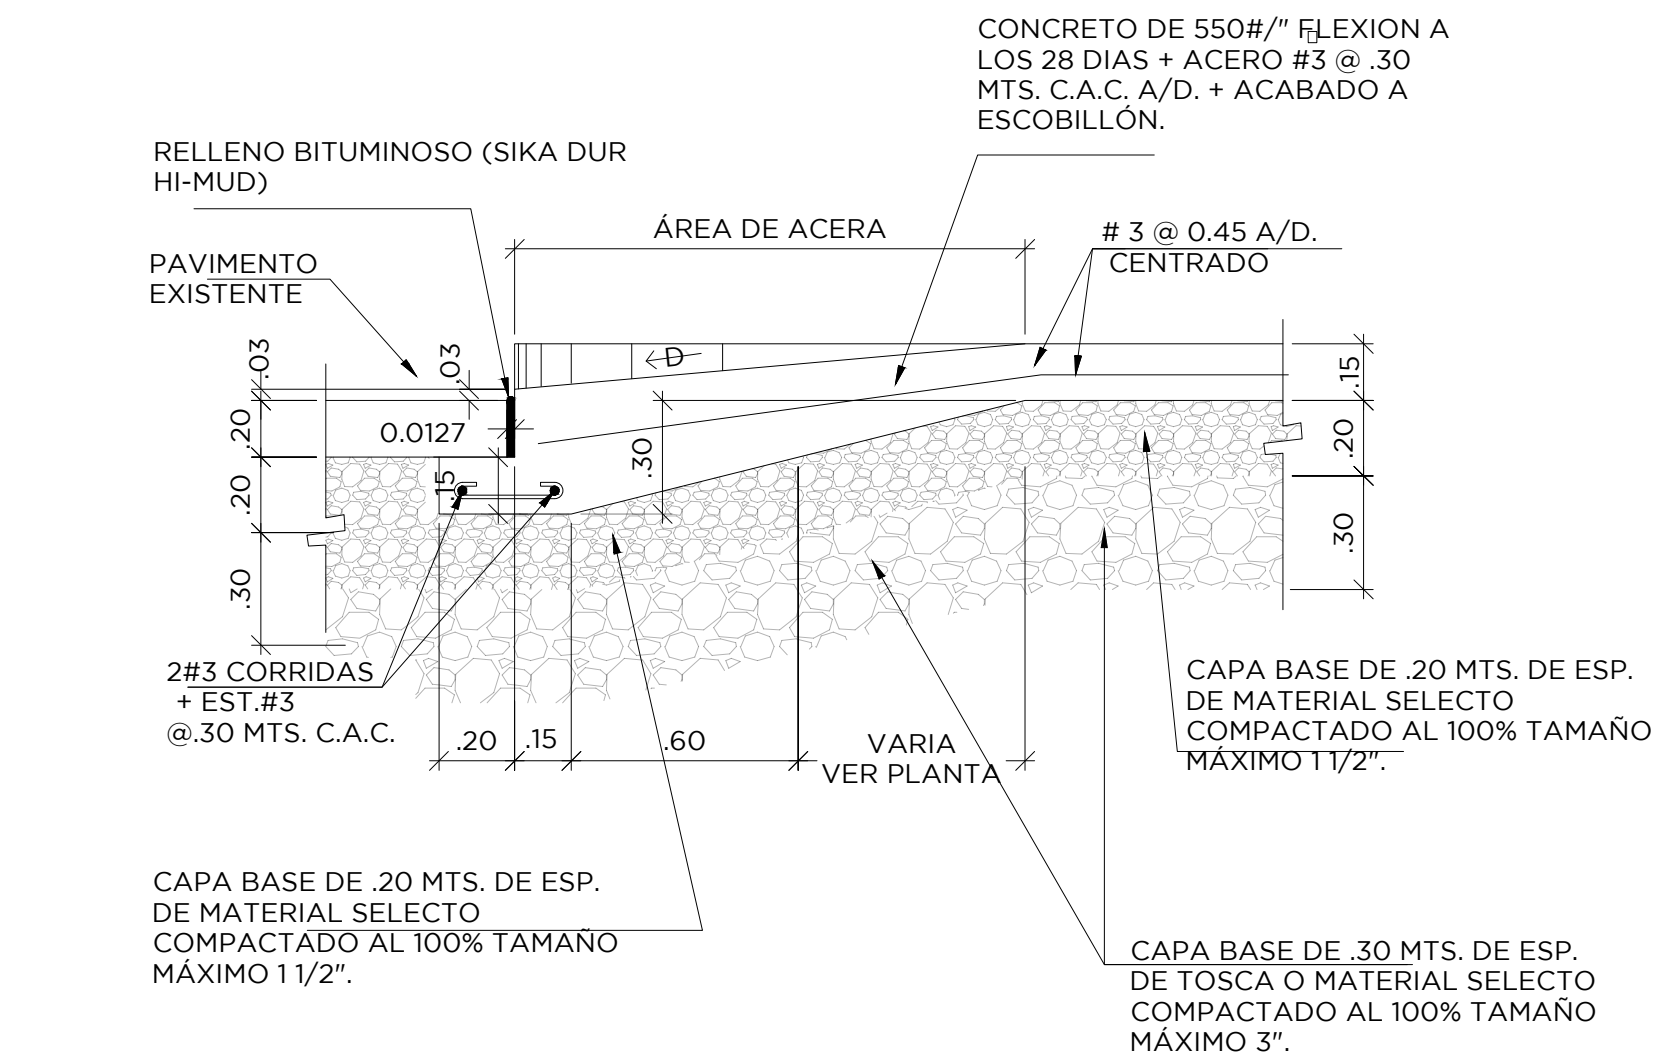 CONCRETO DE 550#/" FLEXION A
LOS 28 DIAS + ACERO #3 @ .30
MTS. C.A.C. A/D. + ACABADO A
ESCOBILLÓN.
RELLENO BITUMINOSO (SIKA DUR
HI-MUD)
ÁREA DE ACERA
# 3 @ 0.45 A/D.
CENTRADO
PAVIMENTO
EXISTENTE
.03
.03
D
.15
.20
0.0127
.30
.20
.20
.15
.30
.30
2#3 CORRIDAS
+ EST.#3
@.30 MTS. C.A.C.
.20
.15
.60
VARIA
VER PLANTA
CAPA BASE DE .20 MTS. DE ESP.
DE MATERIAL SELECTO
COMPACTADO AL 100% TAMAÑO
MÁXIMO 1 1/2".
CAPA BASE DE .20 MTS. DE ESP.
DE MATERIAL SELECTO
COMPACTADO AL 100% TAMAÑO
MÁXIMO 1 1/2".
CAPA BASE DE .30 MTS. DE ESP.
DE TOSCA O MATERIAL SELECTO
COMPACTADO AL 100% TAMAÑO
MÁXIMO 3".